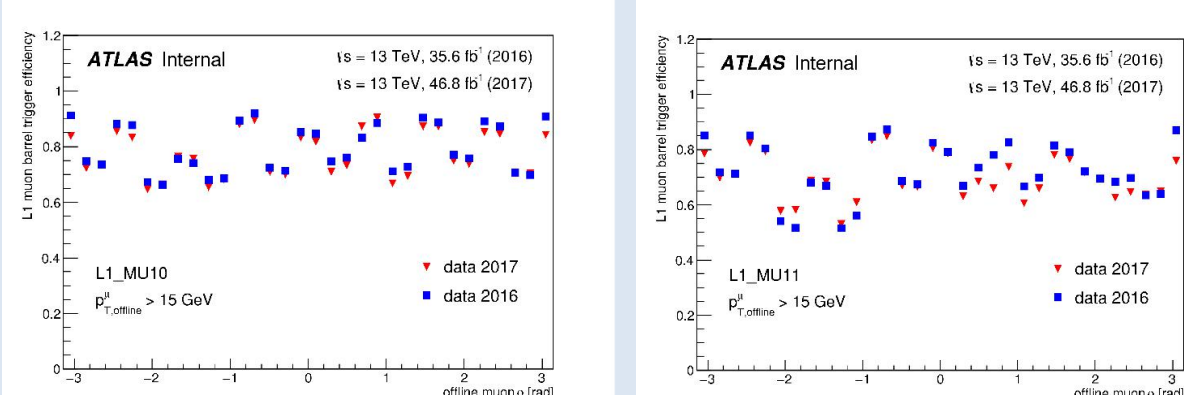 L1 muon barrel trigger efficiency
1.2
1
0.8
0.6
0.4
0.2
0
ATLAS Internal
√s = 13 TeV, 35.6 fb⁻¹ (2016)
√s = 13 TeV, 46.8 fb⁻¹ (2017)
L1_MU10
pμT,offline > 15 GeV
data 2017
data 2016
−3 −2 −1 0 1 2 3
offline muon φ [rad]
L1 muon barrel trigger efficiency
1.2
1
0.8
0.6
0.4
0.2
0
ATLAS Internal
√s = 13 TeV, 35.6 fb⁻¹ (2016)
√s = 13 TeV, 46.8 fb⁻¹ (2017)
L1_MU11
pμT,offline > 15 GeV
data 2017
data 2016
−3 −2 −1 0 1 2 3
offline muon φ [rad]